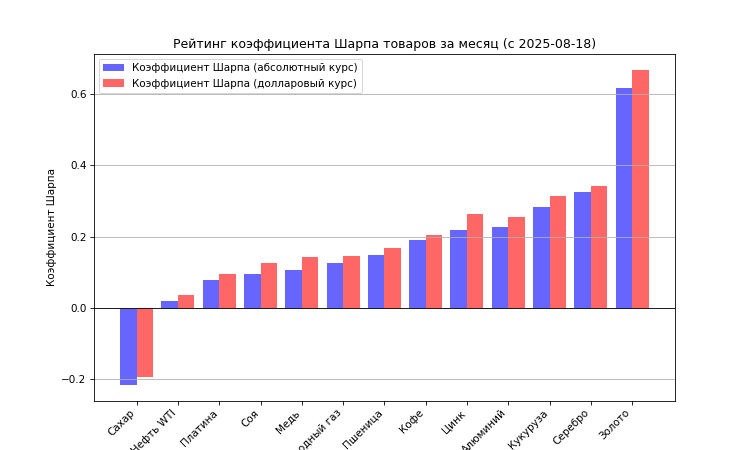 Рейтинг коэффициента Шарпа товаров за месяц (с 2025-08-18)
Коэффициент Шарпа (абсолютный курс)
Коэффициент Шарпа (долларовый курс)
Коэффициент Шарпа
0.6
0.4
0.2
0.0
−0.2
Сахар
Нефть WTI
Платина
Соя
Медь
газ
Пшеница
Кофе
Цинк
Алюминий
Кукуруза
Серебро
Золото